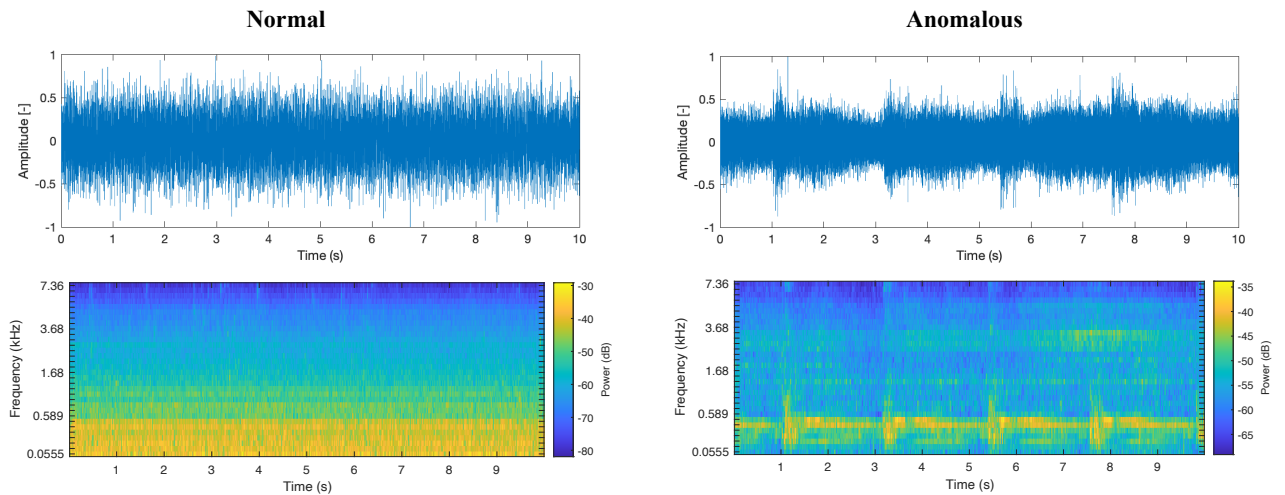 Normal
Anomalous
1
0.5
0
-0.5
-1
Amplitude [-]
0 1 2 3 4 5 6 7 8 9 10
Time (s)
1
0.5
0
-0.5
-1
Amplitude [-]
0 1 2 3 4 5 6 7 8 9 10
Time (s)
7.36
3.68
1.68
0.589
0.0555
Frequency (kHz)
1 2 3 4 5 6 7 8 9
Time (s)
-30
-40
-50
-60
-70
-80
Power (dB)
7.36
3.68
1.68
0.589
0.0555
Frequency (kHz)
1 2 3 4 5 6 7 8 9
Time (s)
-35
-40
-45
-50
-55
-60
-65
Power (dB)